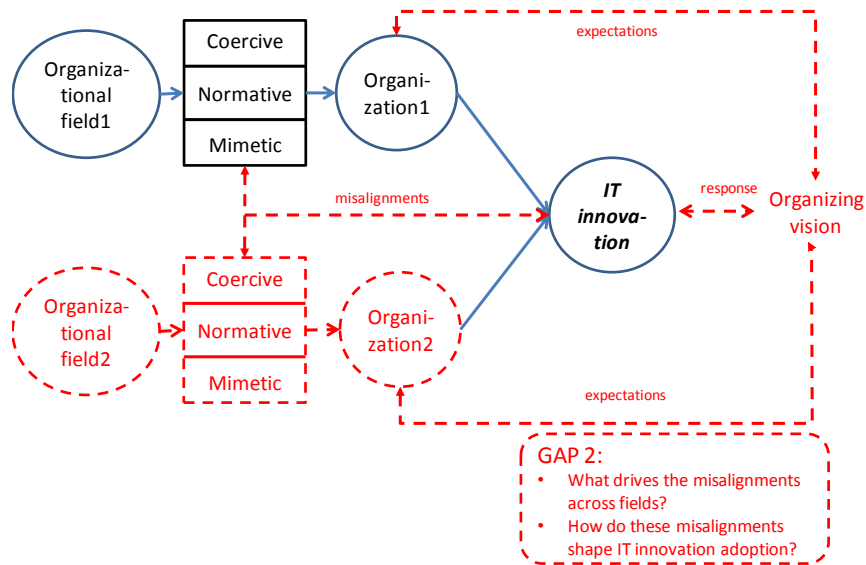 Organiza-
tional
field1
Coercive
Normative
Mimetic
Organi-
zation1
expectations
IT
innova-
tion
response
Organizing
vision
misalignments
Organiza-
tional
field2
Coercive
Normative
Mimetic
Organi-
zation2
expectations
GAP 2:
• What drives the misalignments
across fields?
• How do these misalignments
shape IT innovation adoption?